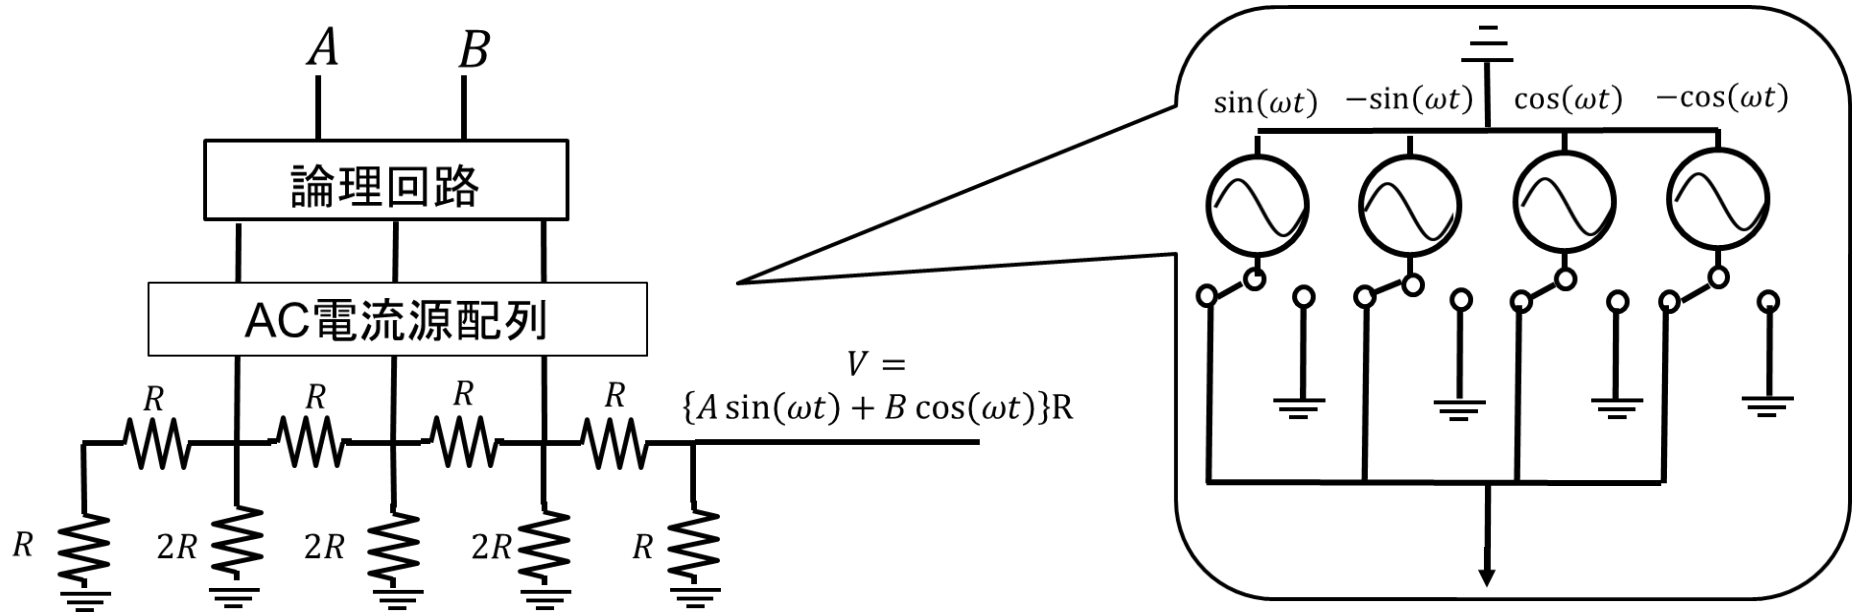 A
B
論理回路
AC電流源配列
R
R
R
R
V =
{A sin(ωt) + B cos(ωt)}R
R
2R
2R
2R
R
sin(ωt)
−sin(ωt)
cos(ωt)
−cos(ωt)